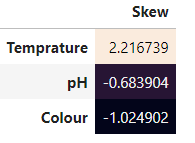 Skew
Temprature 2.216739
pH -0.683904
Colour -1.024902